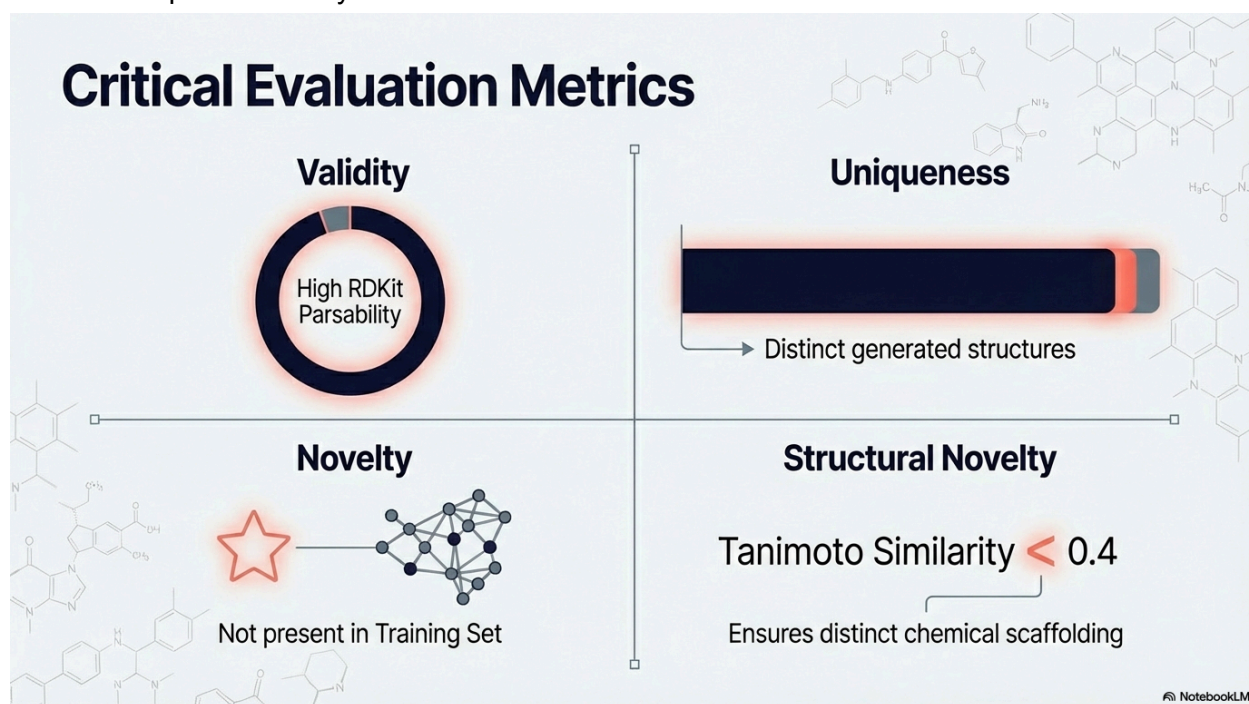 Critical Evaluation Metrics
Validity
High RDKit
Parsability
Uniqueness
Distinct generated structures
Novelty
Not present in Training Set
Structural Novelty
Tanimoto Similarity < 0.4
Ensures distinct chemical scaffolding
NotebookLM